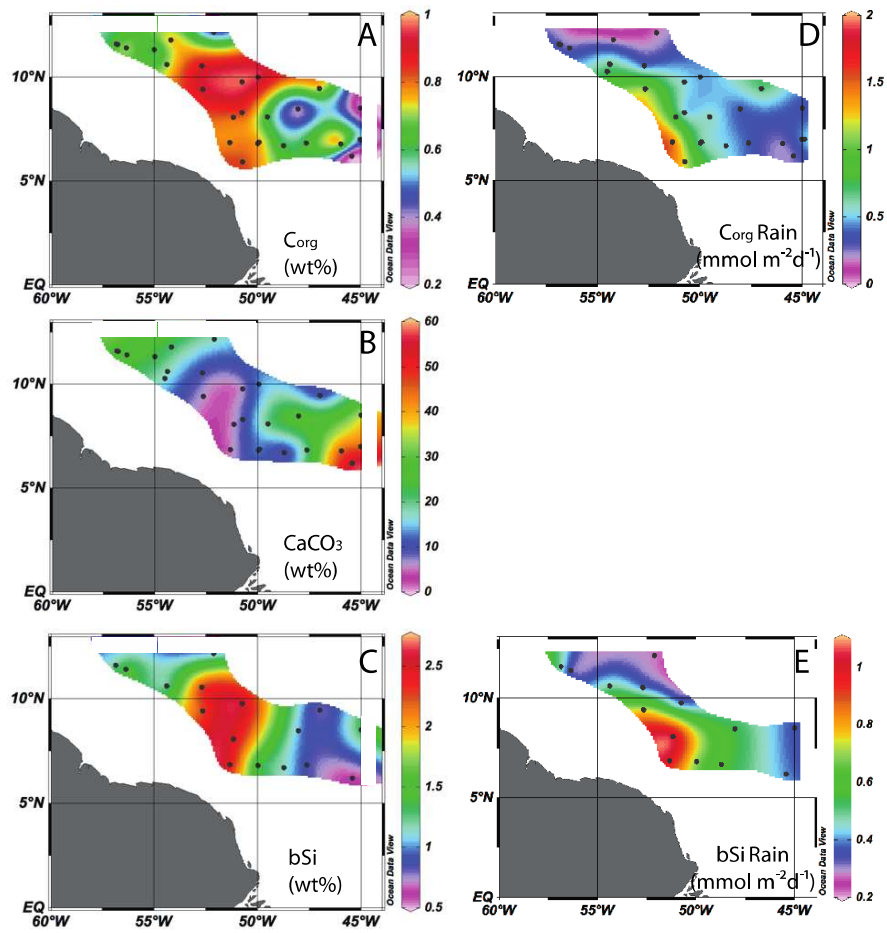 A
Corg
(wt%)
10°N
5°N
EQ
60°W
55°W
50°W
45°W
1
0.8
0.6
0.4
0.2
Ocean Data View
D
Corg Rain
(mmol m-2d-1)
10°N
5°N
EQ
60°W
55°W
50°W
45°W
2
1.5
1
0.5
0
Ocean Data View
B
CaCO3
(wt%)
10°N
5°N
EQ
60°W
55°W
50°W
45°W
60
50
40
30
20
10
0
Ocean Data View
C
bSi
(wt%)
10°N
5°N
EQ
60°W
55°W
50°W
45°W
2.5
2
1.5
1
0.5
Ocean Data View
E
bSi Rain
(mmol m-2d-1)
10°N
5°N
EQ
60°W
55°W
50°W
45°W
1
0.8
0.6
0.4
0.2
Ocean Data View